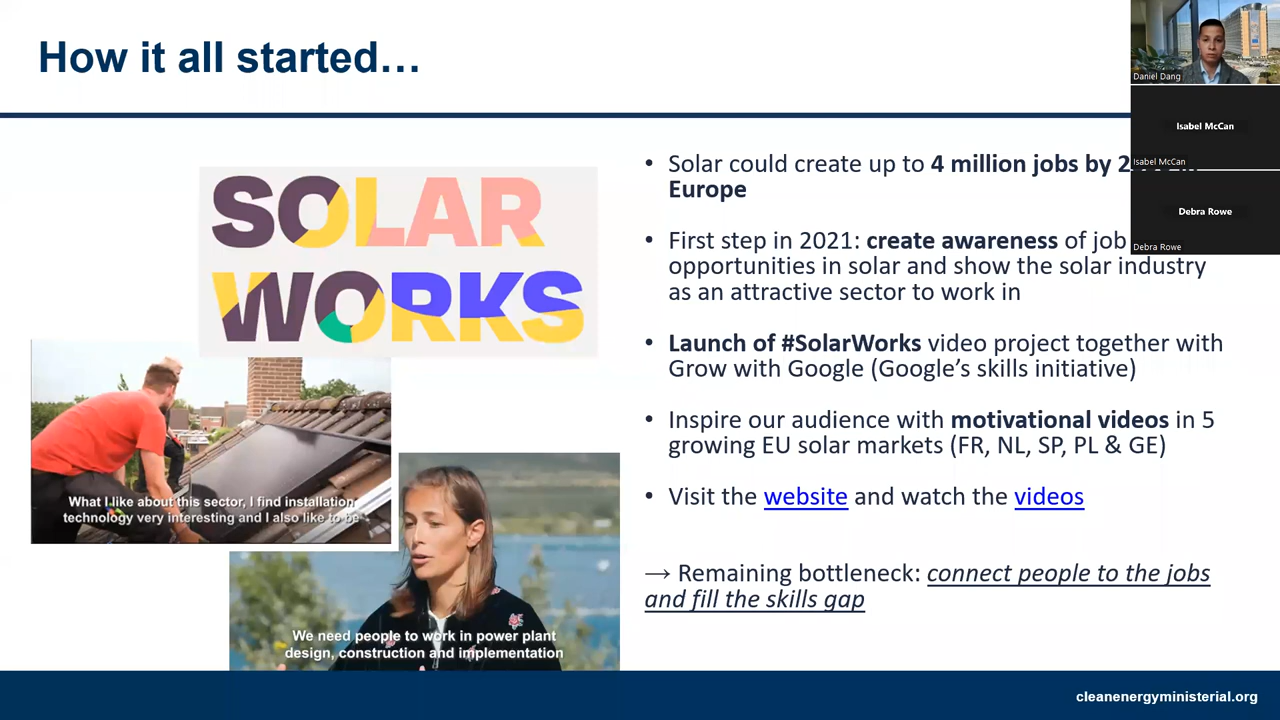 How it all started…
SOLAR
WORKS
What I like about this sector, I find installation
technology very interesting and I also like to be
We need people to work in power plant
design, construction and implementation
• Solar could create up to 4 million jobs by
Europe
• First step in 2021: create awareness of job
opportunities in solar and show the solar industry
as an attractive sector to work in
• Launch of #SolarWorks video project together with
Grow with Google (Google’s skills initiative)
• Inspire our audience with motivational videos in 5
growing EU solar markets (FR, NL, SP, PL & GE)
• Visit the website and watch the videos
→ Remaining bottleneck: connect people to the jobs
and fill the skills gap
Daniel Dang
Isabel McCan
Isabel McCan
Debra Rowe
Debra Rowe
cleanenergyministerial.org